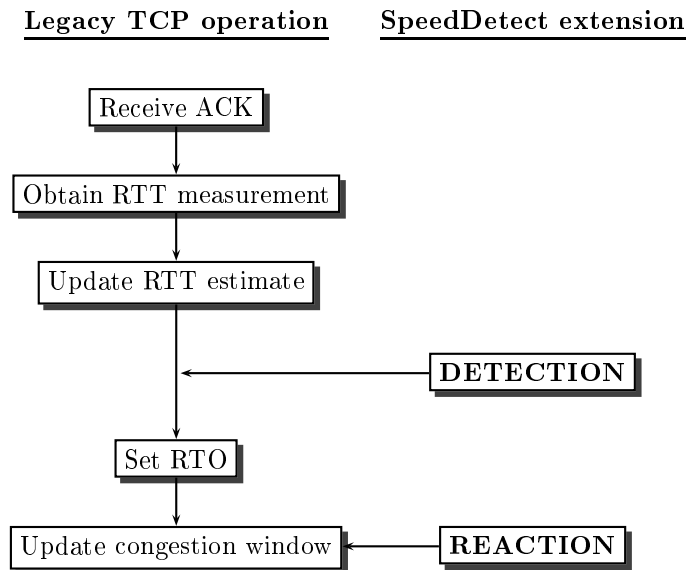 Legacy TCP operation
SpeedDetect extension
Receive ACK
Obtain RTT measurement
Update RTT estimate
DETECTION
Set RTO
Update congestion window
REACTION